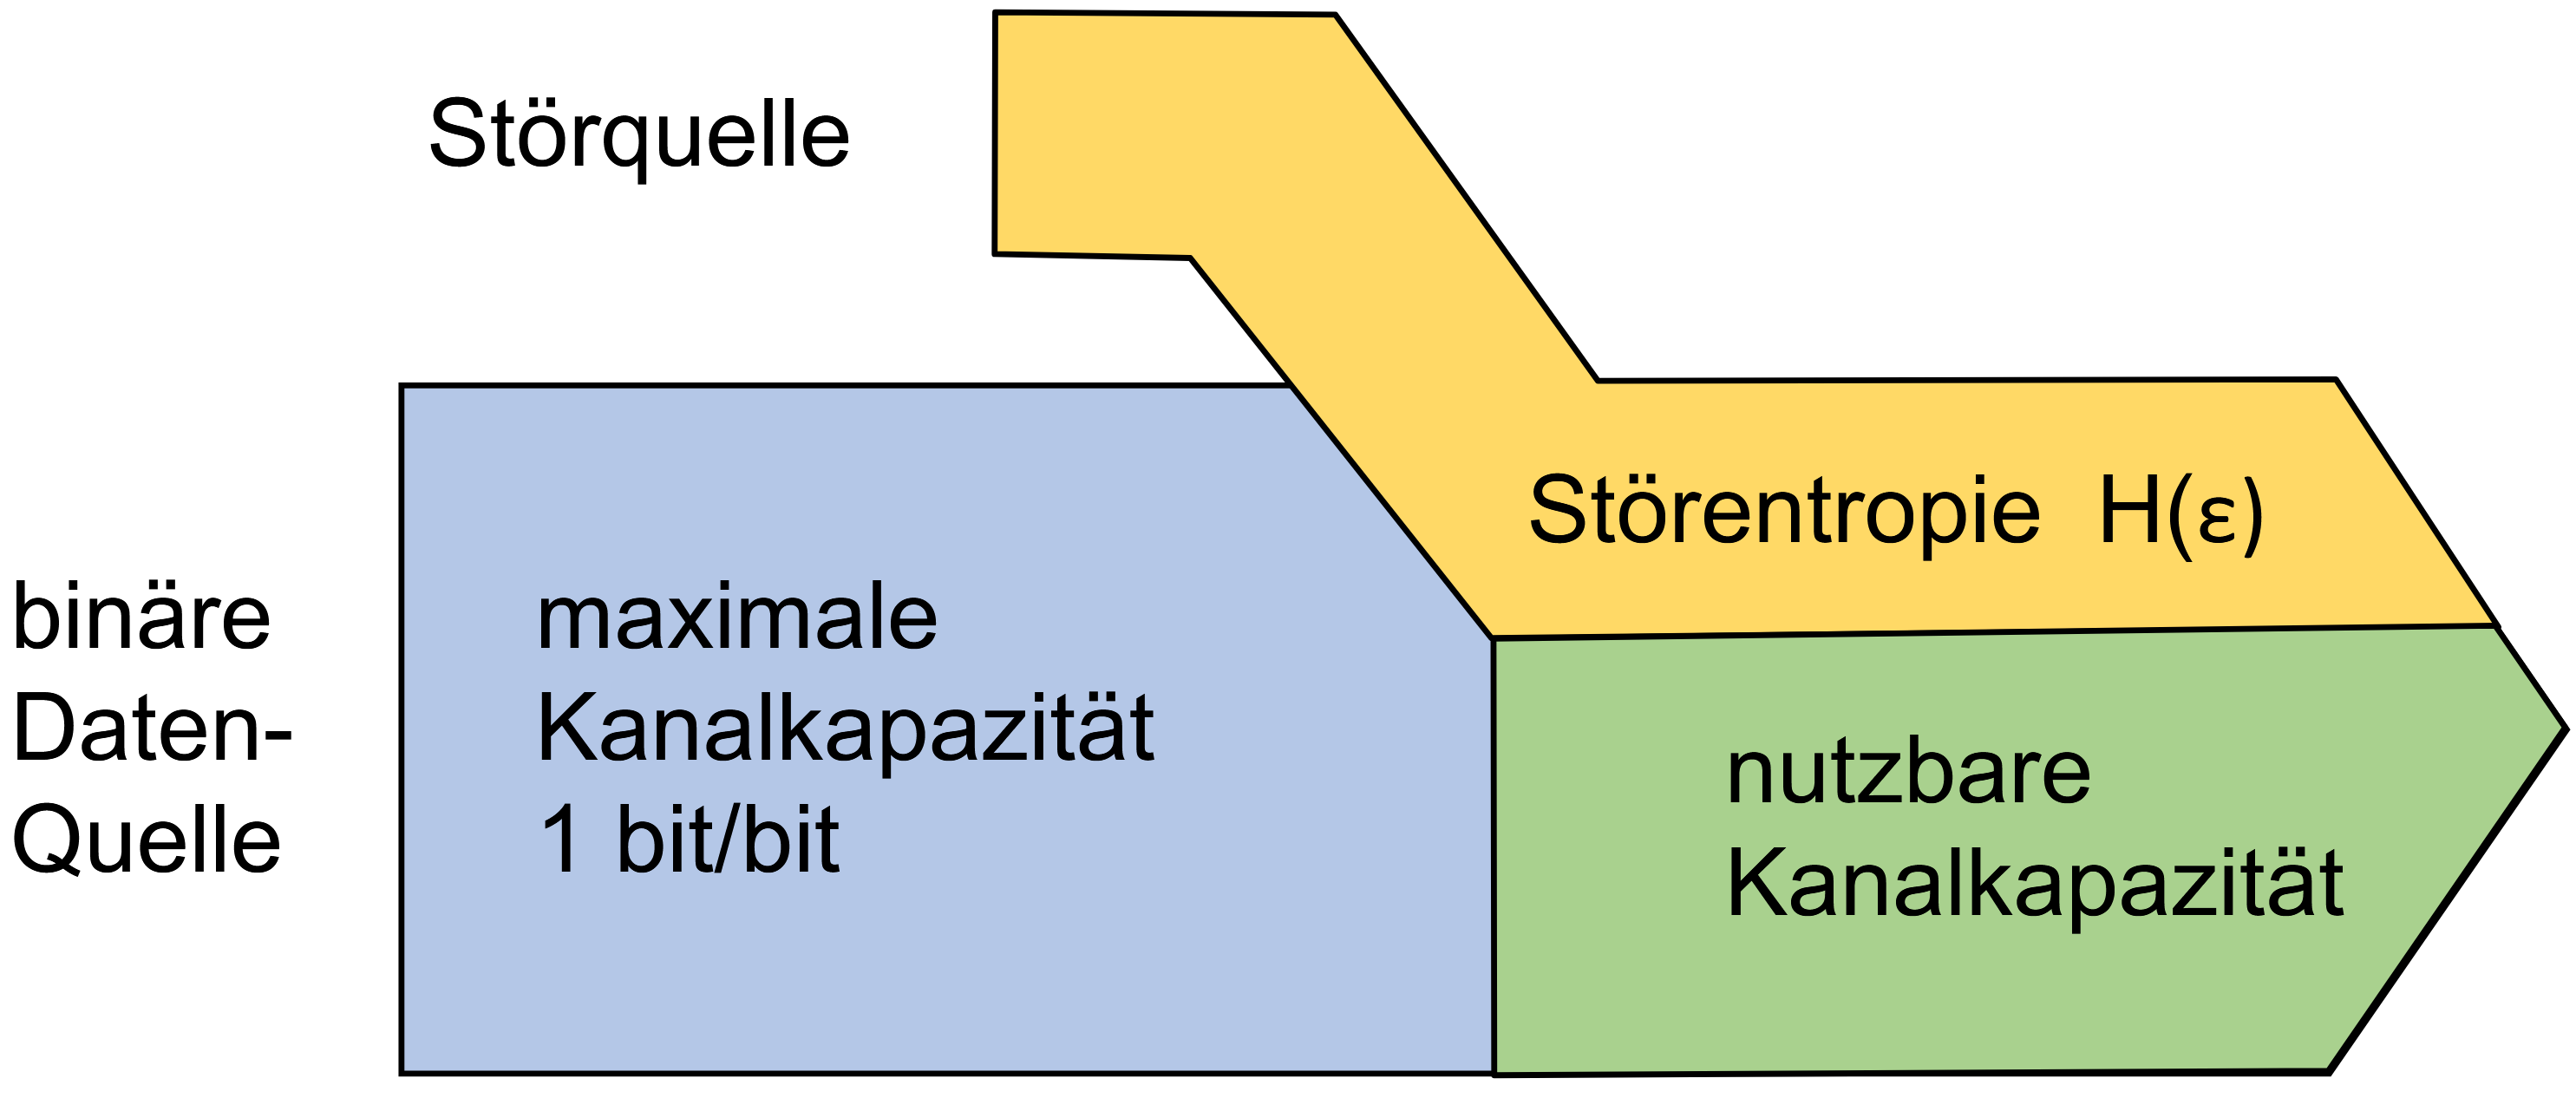 Störquelle
Störentropie H(ε)
binäre
Daten-
Quelle
maximale
Kanalkapazität
1 bit/bit
nutzbare
Kanalkapazität